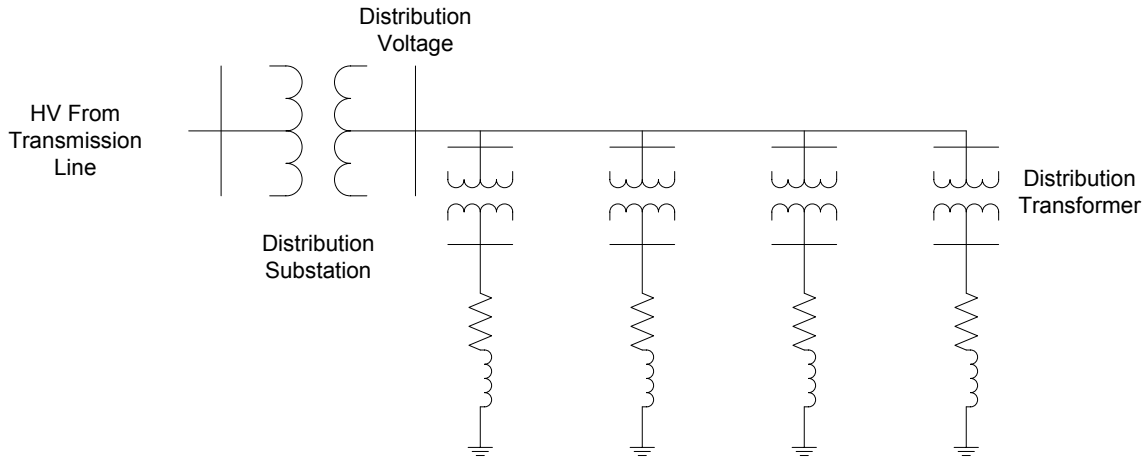 Distribution
Voltage
HV From
Transmission
Line
Distribution
Transformer
Distribution
Substation